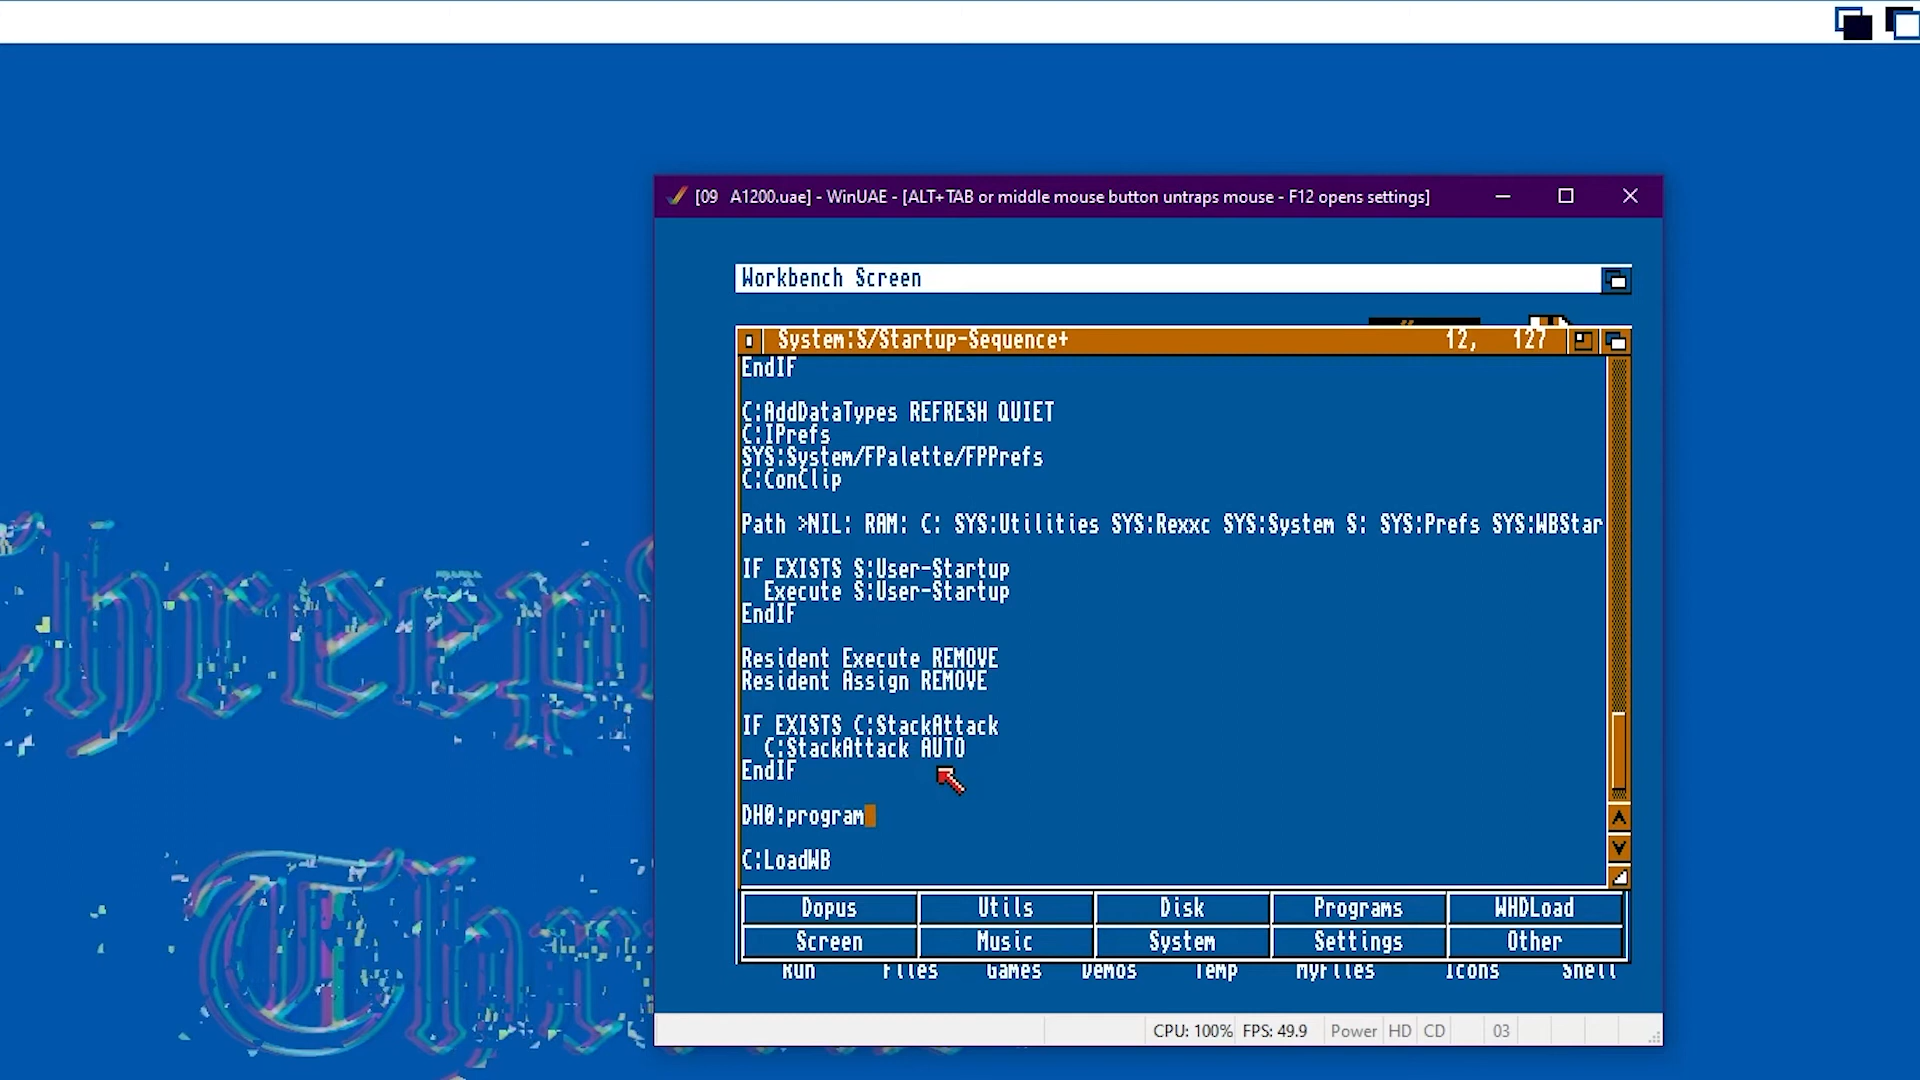 [09 A1200.uae] - WinUAE - [ALT+TAB or middle mouse button untraps mouse - F12 opens settings]
Workbench Screen
System:S/Startup-Sequence+ 12, 127
EndIF
C:AddDataTypes REFRESH QUIET
C:IPrefs
SYS:System/FPalette/FPPrefs
C:ConClip
Path >NIL: RAM: C: SYS:Utilities SYS:Rexxc SYS:System S: SYS:Prefs SYS:WBStar
IF EXISTS S:User-Startup
Execute S:User-Startup
EndIF
Resident Execute REMOVE
Resident Assign REMOVE
IF EXISTS C:StackAttack
C:StackAttack AUTO
EndIF
DH0:program
C:LoadWB
Dopus Utils Disk Programs WHDLoad
Screen Music System Settings Other
Run Files Games Demos Temp MyFiles Icons Shell
CPU: 100% FPS: 49.9 Power HD CD 03